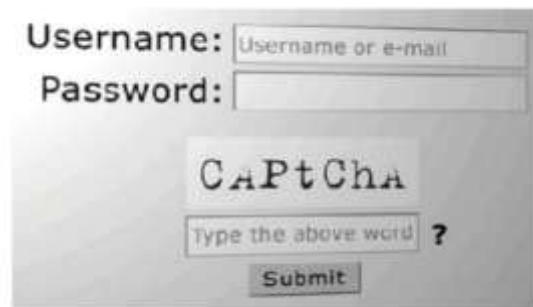 Username: Username or e-mail
Password:
CAPtChA
Type the above word ?
Submit